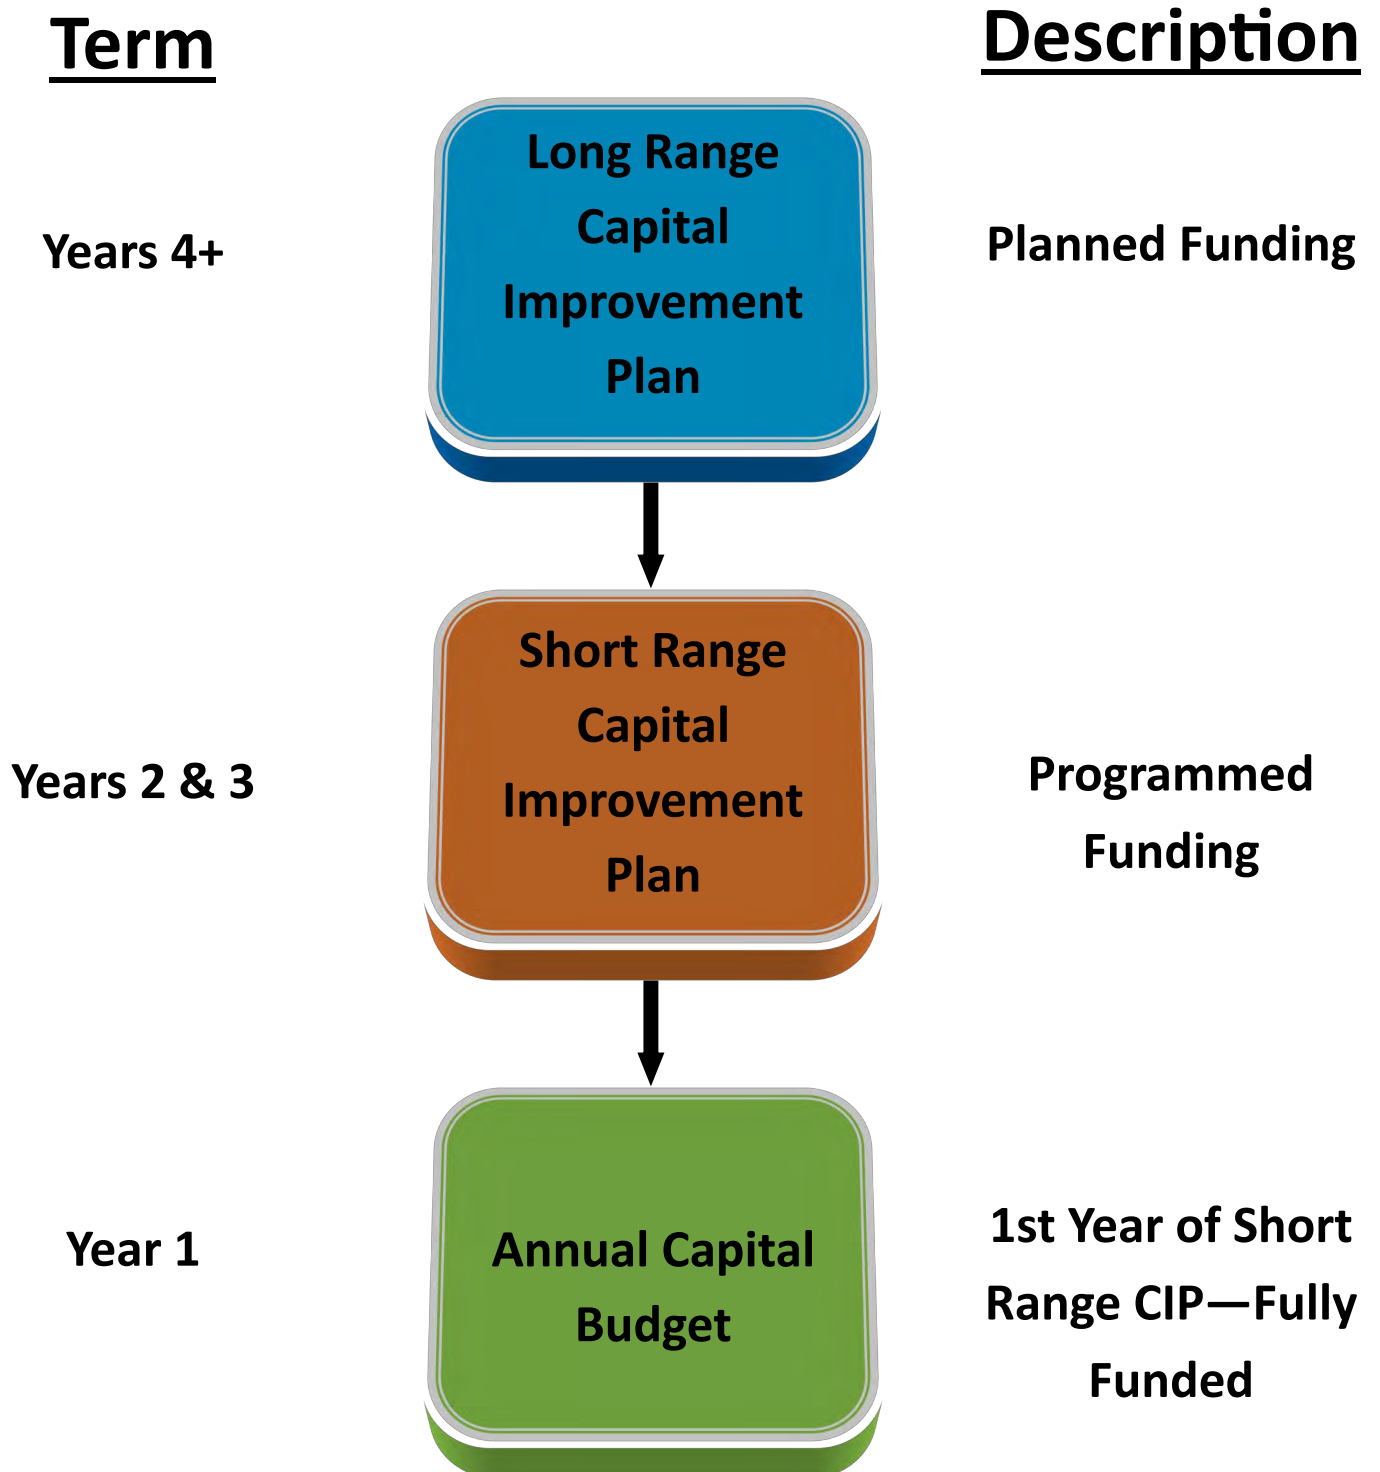 Term
Description
Long Range
Capital
Improvement
Plan
Years 4+
Planned Funding
Short Range
Capital
Improvement
Plan
Years 2 & 3
Programmed
Funding
Annual Capital
Budget
Year 1
1st Year of Short
Range CIP—Fully
Funded